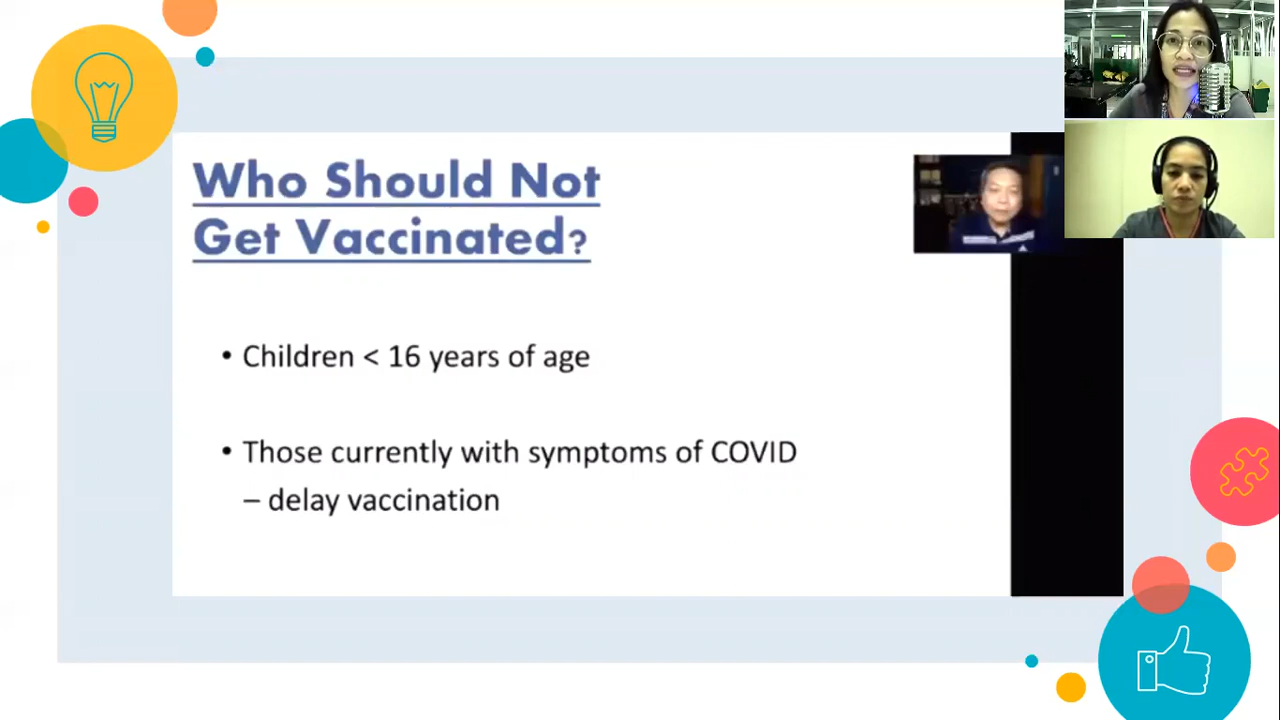 Who Should Not
Get Vaccinated?
• Children < 16 years of age
• Those currently with symptoms of COVID
– delay vaccination